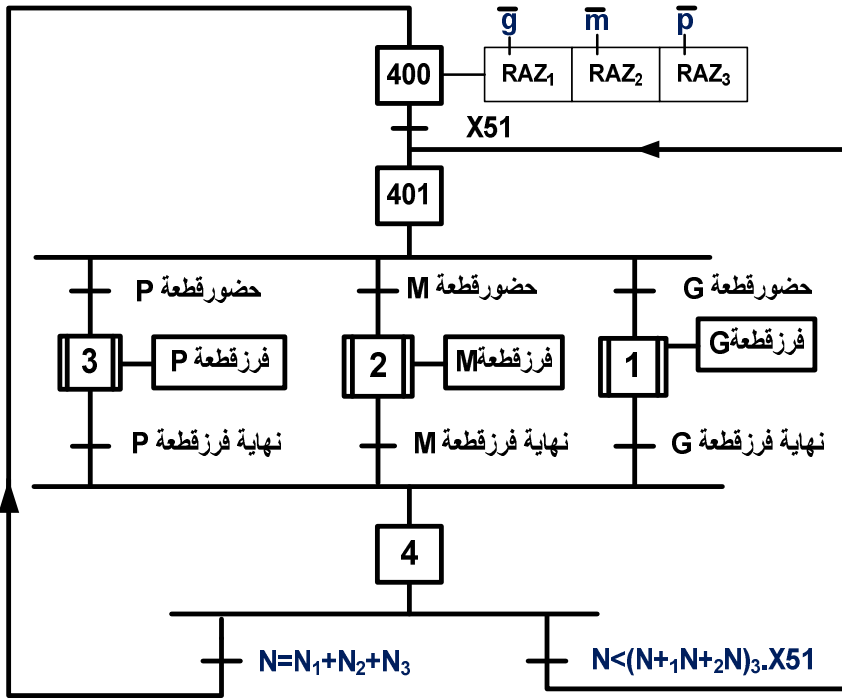 g̅ m̅ p̅
400 RAZ₁ RAZ₂ RAZ₃
X51
401
حضورقطعة P حضورقطعة M حضورقطعة G
3 فرزقطعة P 2 فرزقطعةM 1 فرزقطعةG
نهاية فرزقطعة P نهاية فرزقطعة M نهاية فرزقطعة G
4
N=N₁+N₂+N₃ N<(N+₁N+₂N)₃.X51